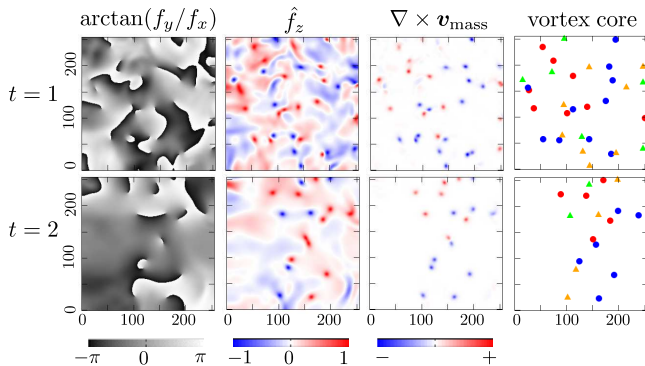 arctan(f_y/f_x) f̂_z ∇ × v_mass vortex core
t = 1
0 100 200
t = 2
0 100 200
0 100 200 0 100 200 0 100 200 0 100 200
−π 0 π −1 0 1 − +